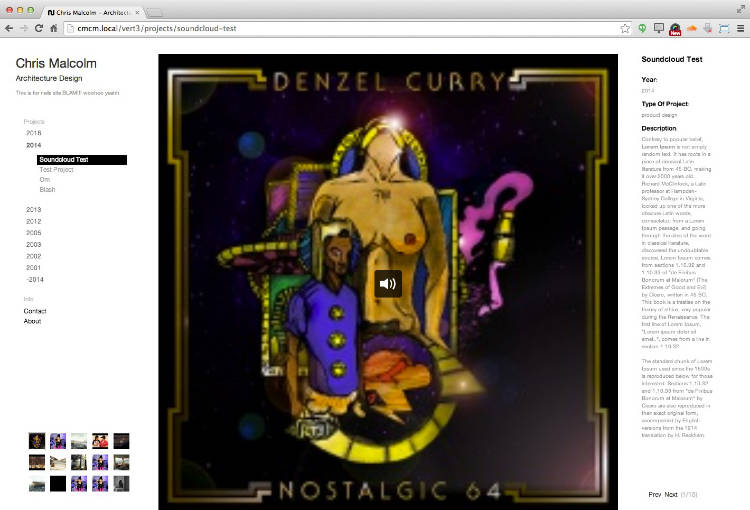 Chris Malcolm – Architectu
cmcm.local/vert3/projects/soundcloud-test
New
Chris Malcolm
Architecture Design
This is for nells site BLAM!!! woohoo yeahh.
Projects
2016
2014
Soundcloud Test
Test Project
Om
Blash
2013
2012
2005
2003
2002
2001
-2014
Info
Contact
About
DENZEL CURRY
NOSTALGIC 64
Soundcloud Test
Year:
2014
Type Of Project:
product design
Description:
Contrary to popular belief,
Lorem Ipsum is not simply
random text. It has roots in a
piece of classical Latin
literature from 45 BC, making
it over 2000 years old.
Richard McClintock, a Latin
professor at Hampden-
Sydney College in Virginia,
looked up one of the more
obscure Latin words,
consectetur, from a Lorem
Ipsum passage, and going
through the cites of the word
in classical literature,
discovered the undoubtable
source. Lorem Ipsum comes
from sections 1.10.32 and
1.10.33 of "de Finibus
Bonorum et Malorum" (The
Extremes of Good and Evil)
by Cicero, written in 45 BC.
This book is a treatise on the
theory of ethics, very popular
during the Renaissance. The
first line of Lorem Ipsum,
"Lorem ipsum dolor sit
amet..", comes from a line in
section 1.10.32.
The standard chunk of Lorem
Ipsum used since the 1500s
is reproduced below for those
interested. Sections 1.10.32
and 1.10.33 from "de Finibus
Bonorum et Malorum" by
Cicero are also reproduced in
their exact original form,
accompanied by English
versions from the 1914
translation by H. Rackham.
Prev Next (1/15)